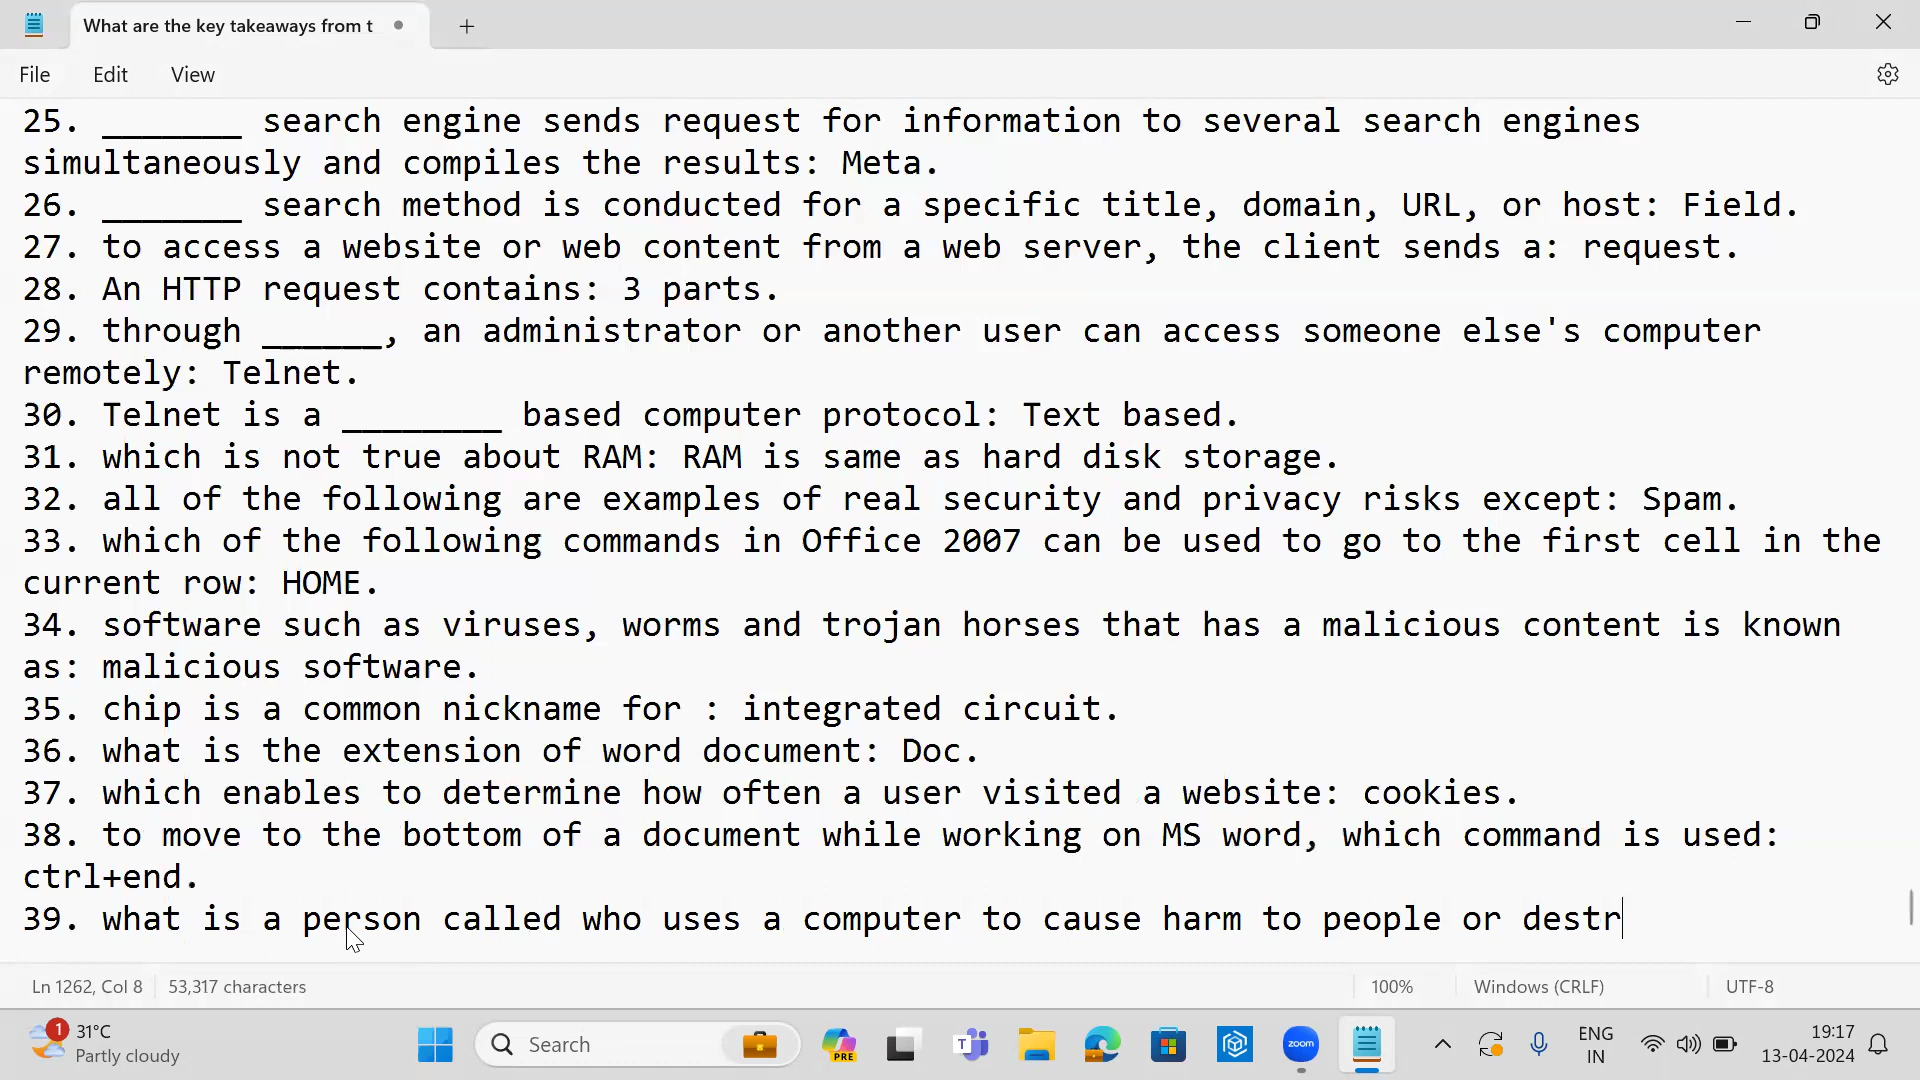 What are the key takeaways from t
File Edit View
25. _______ search engine sends request for information to several search engines
simultaneously and compiles the results: Meta.
26. _______ search method is conducted for a specific title, domain, URL, or host: Field.
27. to access a website or web content from a web server, the client sends a: request.
28. An HTTP request contains: 3 parts.
29. through ______, an administrator or another user can access someone else's computer
remotely: Telnet.
30. Telnet is a ________ based computer protocol: Text based.
31. which is not true about RAM: RAM is same as hard disk storage.
32. all of the following are examples of real security and privacy risks except: Spam.
33. which of the following commands in Office 2007 can be used to go to the first cell in the
current row: HOME.
34. software such as viruses, worms and trojan horses that has a malicious content is known
as: malicious software.
35. chip is a common nickname for : integrated circuit.
36. what is the extension of word document: Doc.
37. which enables to determine how often a user visited a website: cookies.
38. to move to the bottom of a document while working on MS word, which command is used:
ctrl+end.
39. what is a person called who uses a computer to cause harm to people or destr
Ln 1262, Col 8 53,317 characters 100% Windows (CRLF) UTF-8
1 31°C
Partly cloudy
Search
PRE
T
zoom
ENG
IN
19:17
13-04-2024